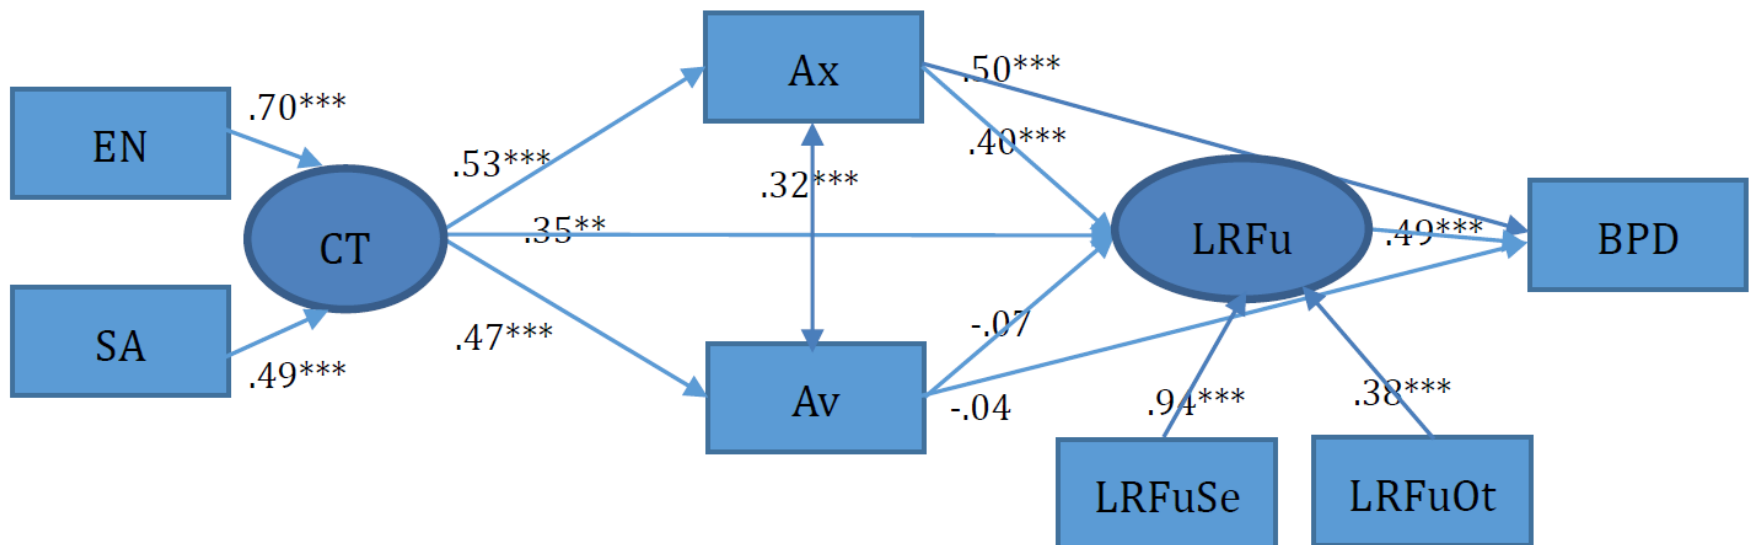 Ax
.50***
EN
.70***
.40***
.53***
.32***
BPD
CT
.35**
LRFu
.49***
SA
.47***
-.07
.49***
Av
-.04
.94***
.38***
LRFuSe
LRFuOt